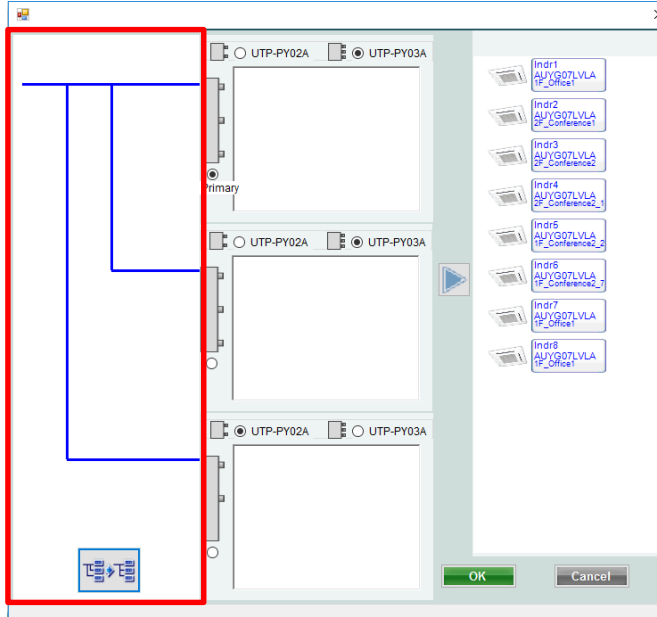 UTP-PY02A UTP-PY03A
Primary
UTP-PY02A UTP-PY03A
UTP-PY02A UTP-PY03A
Indr1
AUYG07LVLA
1F_Office1
Indr2
AUYG07LVLA
2F_Conference1
Indr3
AUYG07LVLA
2F_Conference2
Indr4
AUYG07LVLA
2F_Conference2_1
Indr5
AUYG07LVLA
1F_Conference2_2
Indr6
AUYG07LVLA
1F_Conference2_7
Indr7
AUYG07LVLA
1F_Office1
Indr8
AUYG07LVLA
1F_Office1
OK Cancel